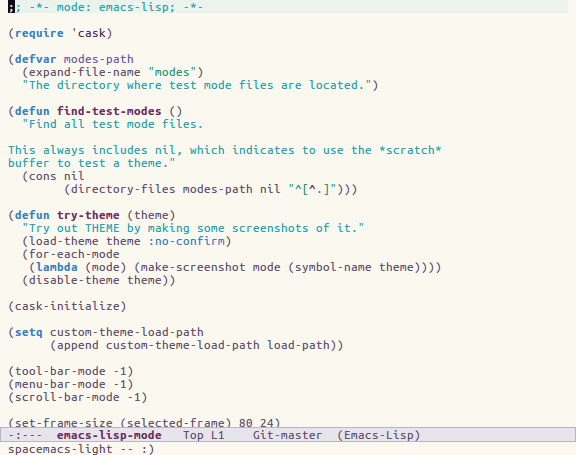 ;; -*- mode: emacs-lisp; -*-

(require 'cask)

(defvar modes-path
  (expand-file-name "modes")
  "The directory where test mode files are located.")

(defun find-test-modes ()
  "Find all test mode files.

This always includes nil, which indicates to use the *scratch*
buffer to test a theme."
  (cons nil
        (directory-files modes-path nil "^[^.]")))

(defun try-theme (theme)
  "Try out THEME by making some screenshots of it."
  (load-theme theme :no-confirm)
  (for-each-mode
   (lambda (mode) (make-screenshot mode (symbol-name theme))))
  (disable-theme theme))

(cask-initialize)

(setq custom-theme-load-path
      (append custom-theme-load-path load-path))

(tool-bar-mode -1)
(menu-bar-mode -1)
(scroll-bar-mode -1)

(set-frame-size (selected-frame) 80 24)
-:---  emacs-lisp-mode   Top L1    Git-master  (Emacs-Lisp)
spacemacs-light -- :)